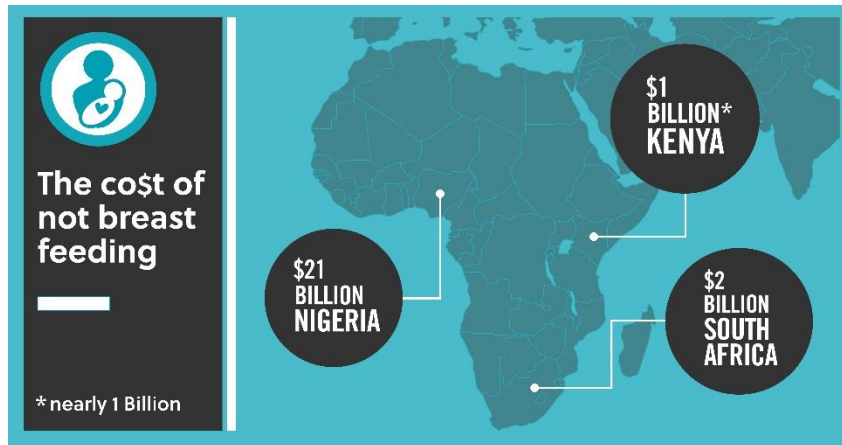 The co$t of
not breast
feeding
* nearly 1 Billion
$21
BILLION
NIGERIA
$1
BILLION*
KENYA
$2
BILLION
SOUTH
AFRICA